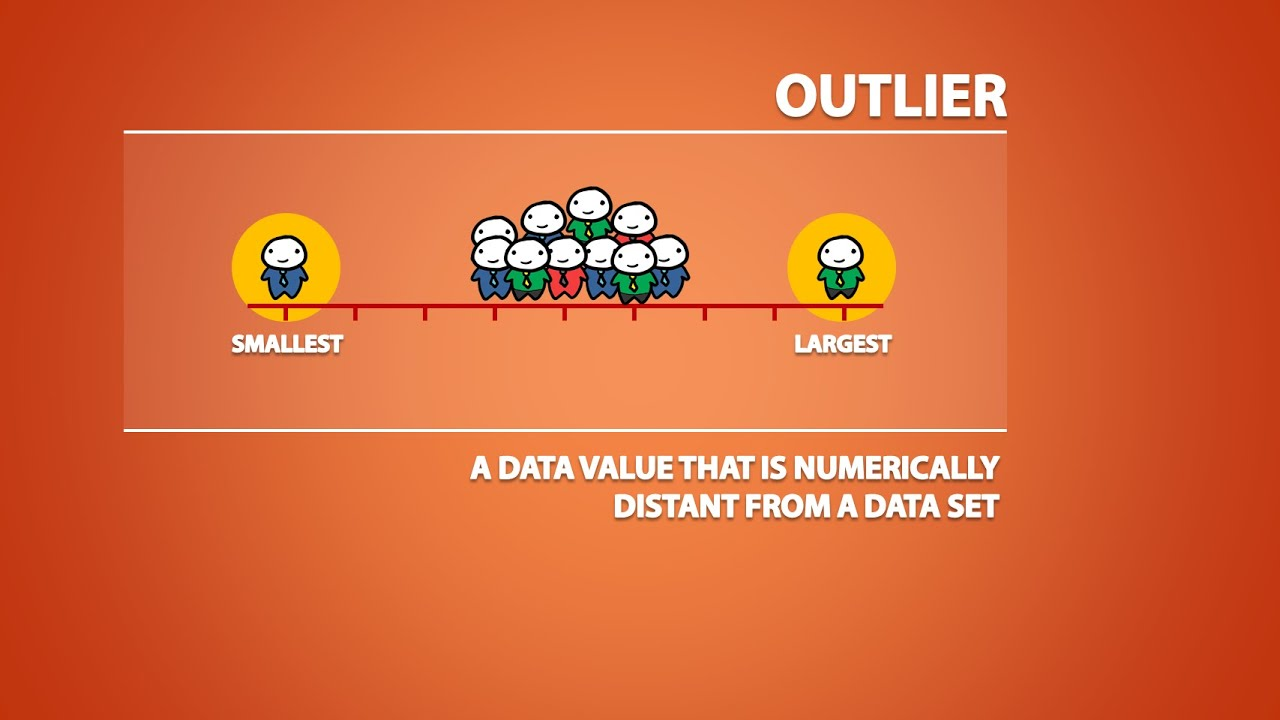 OUTLIER
SMALLEST
LARGEST
A DATA VALUE THAT IS NUMERICALLY
DISTANT FROM A DATA SET